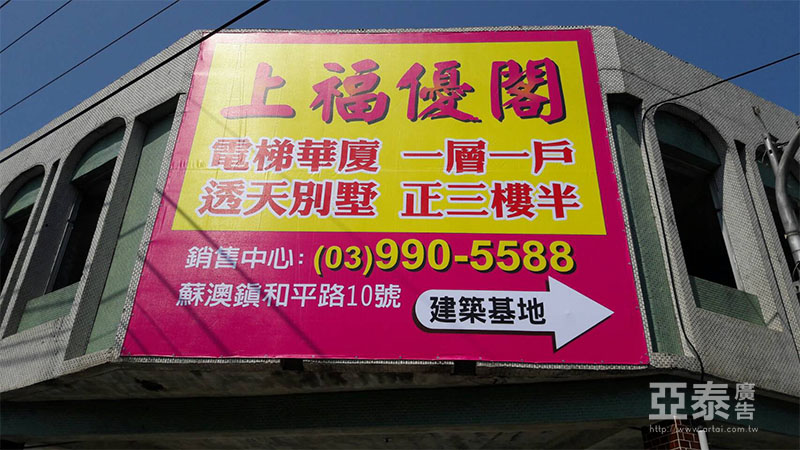 上福優閣
電梯華廈 一層一戶
透天別墅 正三樓半
銷售中心: (03)990-5588
蘇澳鎮和平路10號
建築基地
亞泰廣告
http://www.artai.com.tw